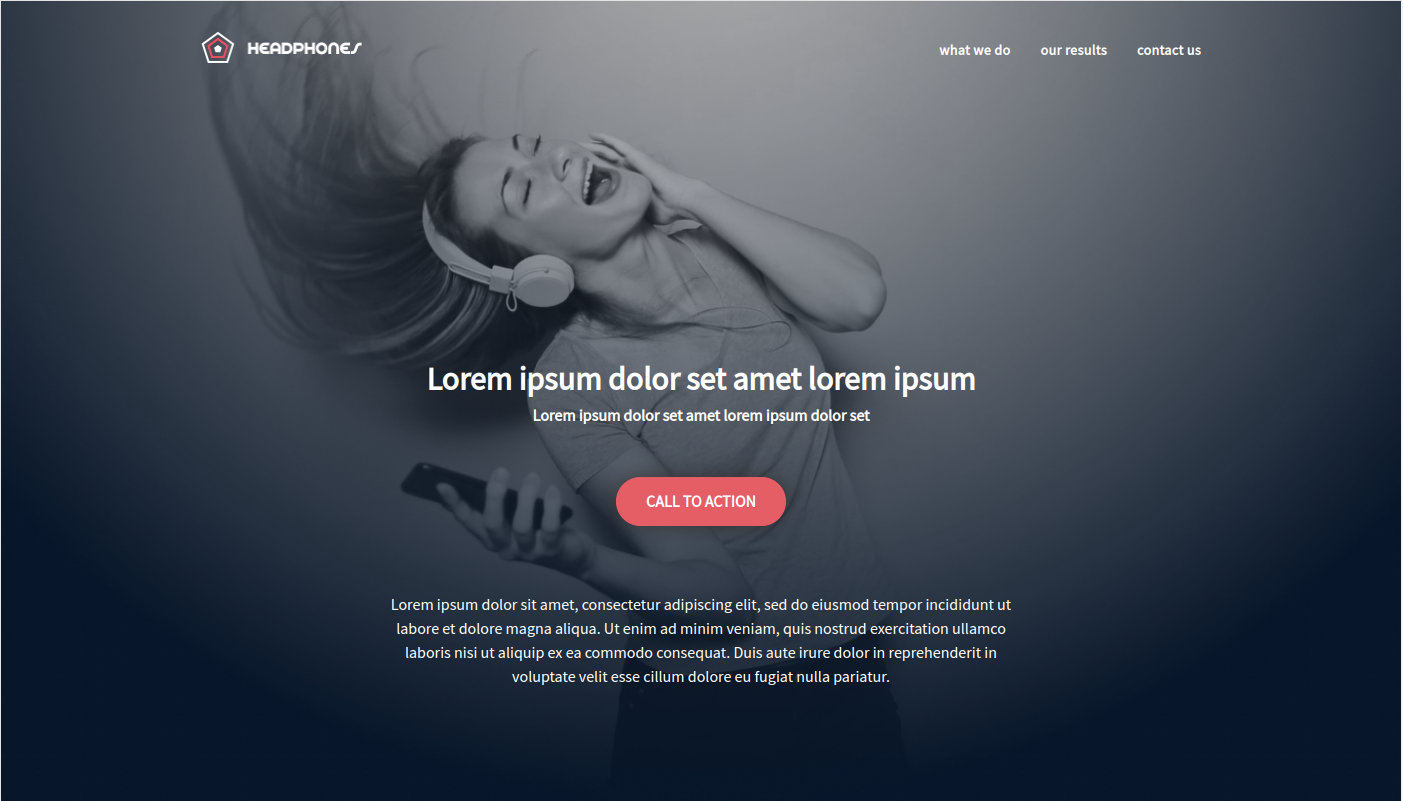 HEADPHONES
what we do our results contact us
Lorem ipsum dolor set amet lorem ipsum
Lorem ipsum dolor set amet lorem ipsum dolor set
CALL TO ACTION
Lorem ipsum dolor sit amet, consectetur adipiscing elit, sed do eiusmod tempor incididunt ut
labore et dolore magna aliqua. Ut enim ad minim veniam, quis nostrud exercitation ullamco
laboris nisi ut aliquip ex ea commodo consequat. Duis aute irure dolor in reprehenderit in
voluptate velit esse cillum dolore eu fugiat nulla pariatur.